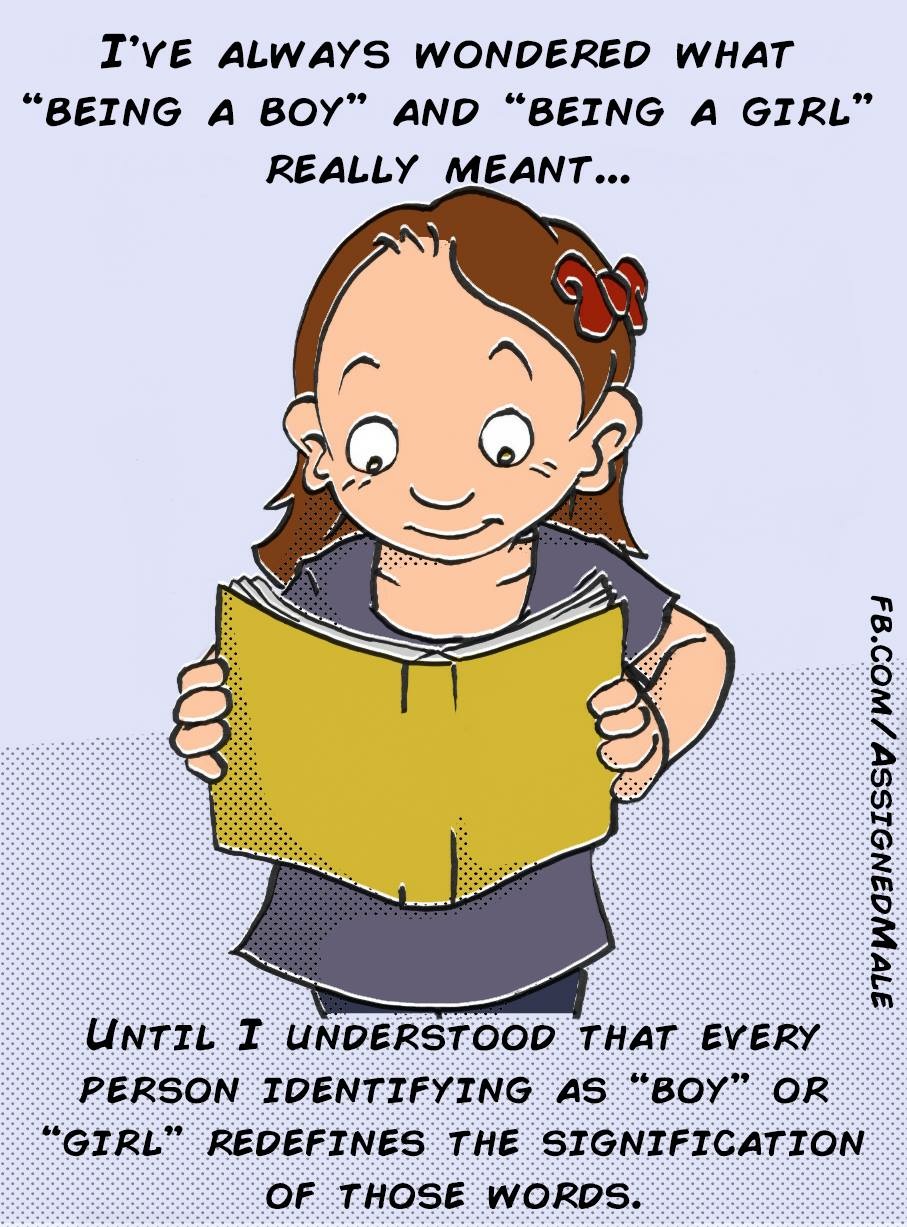 I'VE ALWAYS WONDERED WHAT
"BEING A BOY" AND "BEING A GIRL"
REALLY MEANT...
FB.COM/ASSIGNEDMALE
UNTIL I UNDERSTOOD THAT EVERY
PERSON IDENTIFYING AS "BOY" OR
"GIRL" REDEFINES THE SIGNIFICATION
OF THOSE WORDS.